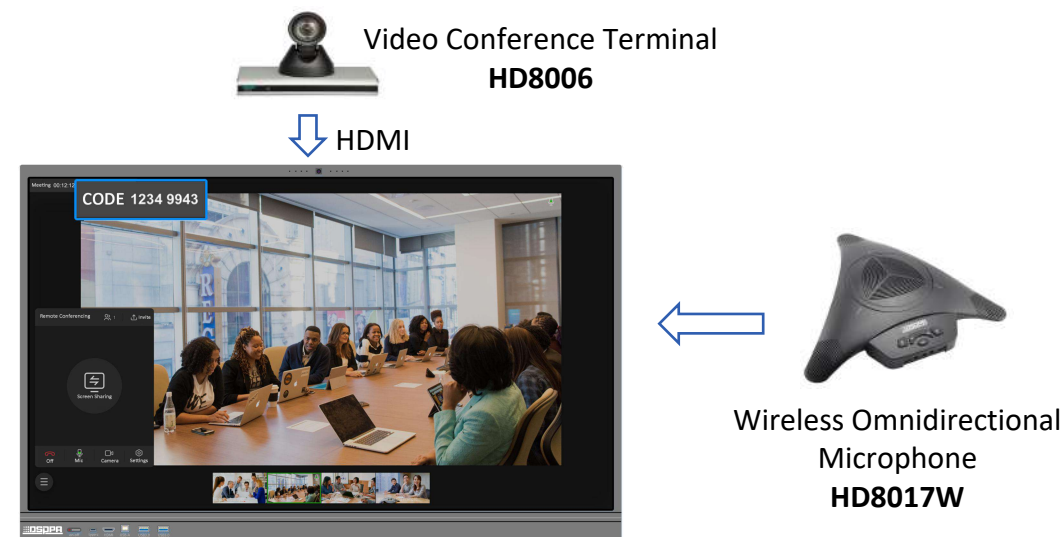 Video Conference Terminal
HD8006
HDMI
Meeting 00:12:12
CODE 1234 9943
Remote Conferencing 1 Invite
Screen Sharing
Off Mic Camera Settings
DSPPA
Wireless Omnidirectional
Microphone
HD8017W